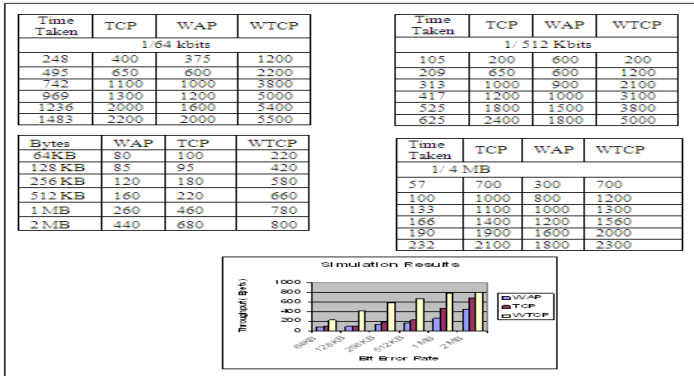 Time Taken TCP WAP WTCP
1/64 kbits
248 400 375 1200
495 650 600 2200
742 1100 1000 3800
969 1300 1200 5000
1236 2000 1600 5400
1483 2200 2000 5500
Time Taken TCP WAP WTCP
1/ 512 Kbits
105 200 600 200
209 650 600 1200
313 1000 900 2100
417 1200 1000 3100
525 1800 1500 3800
625 2400 1800 5000
Bytes WAP TCP WTCP
64KB 80 100 220
128 KB 85 95 420
256 KB 120 180 580
512 KB 160 220 660
1 MB 260 460 780
2 MB 440 680 800
Time Taken TCP WAP WTCP
1/ 4 MB
57 700 300 700
100 1000 800 1200
133 1100 1000 1300
166 1400 1200 1560
190 1900 1600 2000
232 2100 1800 2300
Simulation Results
1000
800
600
400
200
0
64KB
128 KB
256 KB
512 KB
1 MB
2 MB
Bit Error Rate
WAP
TCP
WTCP